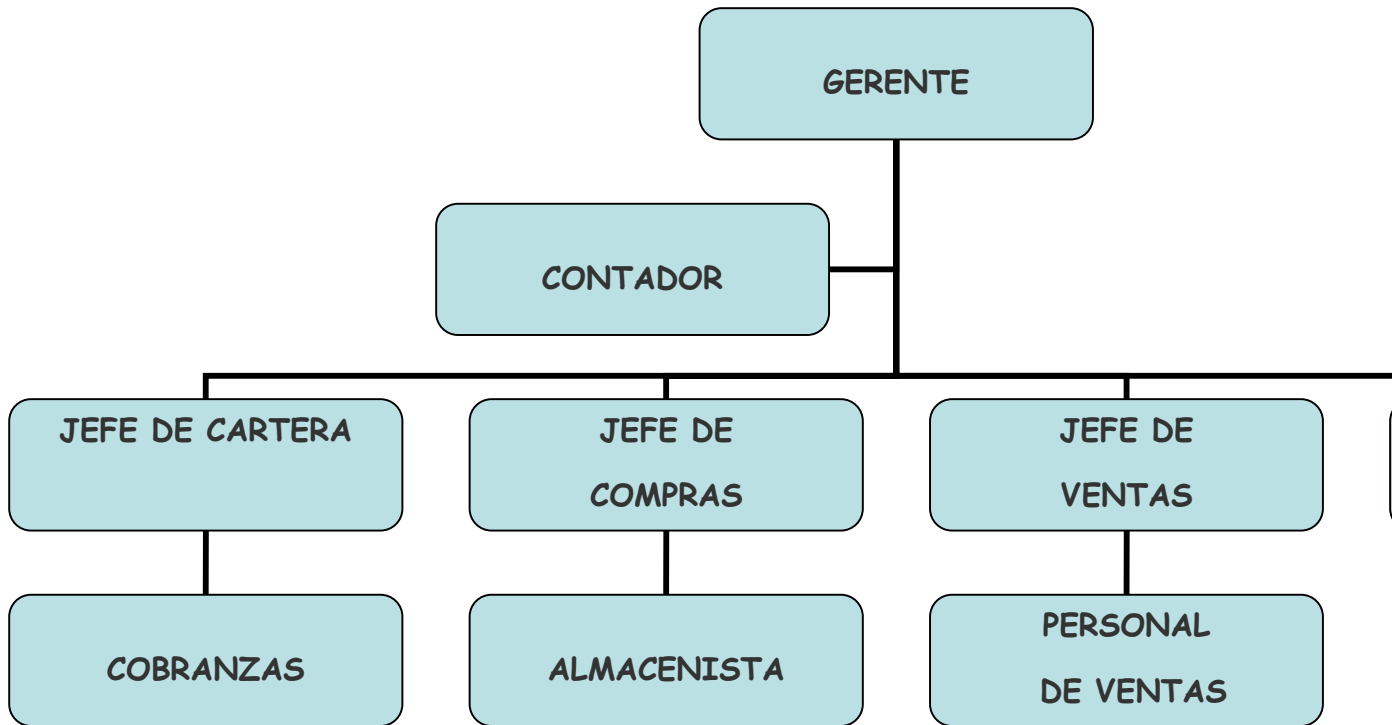 GERENTE
CONTADOR
JEFE DE CARTERA
JEFE DE
COMPRAS
JEFE DE
VENTAS
COBRANZAS
ALMACENISTA
PERSONAL
DE VENTAS